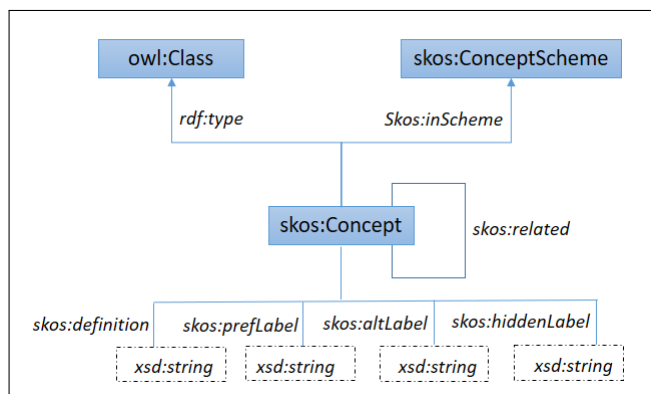 owl:Class
skos:ConceptScheme
rdf:type
Skos:inScheme
skos:Concept
skos:related
skos:definition
skos:prefLabel
skos:altLabel
skos:hiddenLabel
xsd:string
xsd:string
xsd:string
xsd:string